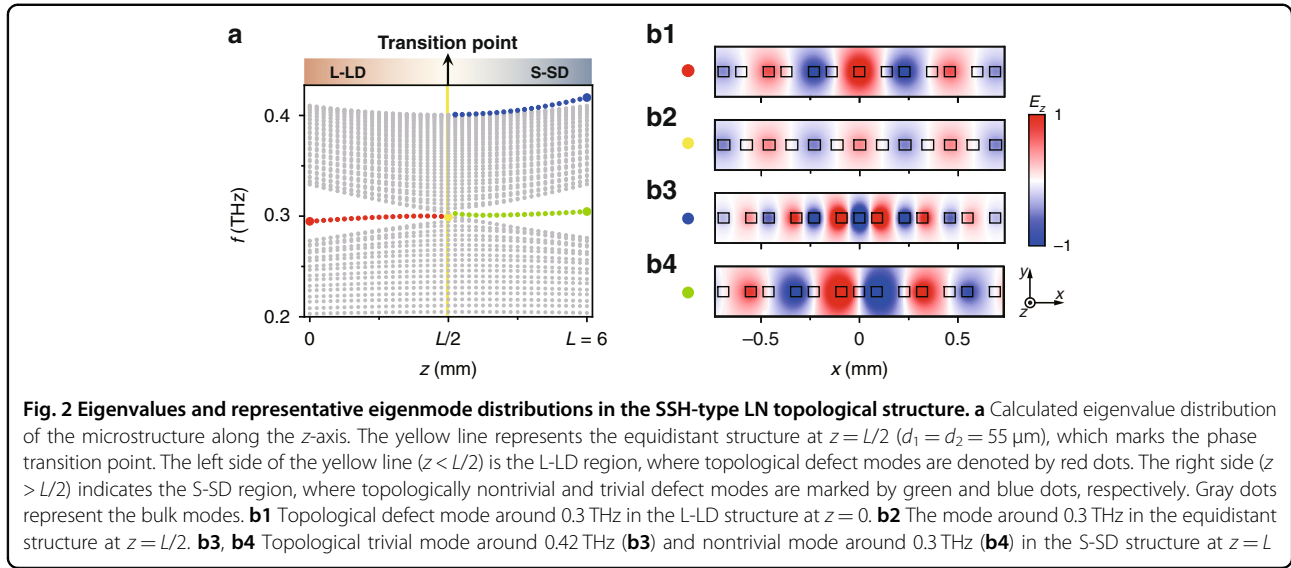 a
Transition point
L-LD
S-SD
f (THz)
0.4
0.3
0.2
0
L/2
L = 6
z (mm)
b1
b2
b3
b4
E_z
1
−1
y
x
z
−0.5
0
0.5
x (mm)
Fig. 2 Eigenvalues and representative eigenmode distributions in the SSH-type LN topological structure. a Calculated eigenvalue distribution
of the microstructure along the z-axis. The yellow line represents the equidistant structure at z = L/2 (d₁ = d₂ = 55 μm), which marks the phase
transition point. The left side of the yellow line (z < L/2) is the L-LD region, where topological defect modes are denoted by red dots. The right side (z
> L/2) indicates the S-SD region, where topologically nontrivial and trivial defect modes are marked by green and blue dots, respectively. Gray dots
represent the bulk modes. b1 Topological defect mode around 0.3 THz in the L-LD structure at z = 0. b2 The mode around 0.3 THz in the equidistant
structure at z = L/2. b3, b4 Topological trivial mode around 0.42 THz (b3) and nontrivial mode around 0.3 THz (b4) in the S-SD structure at z = L